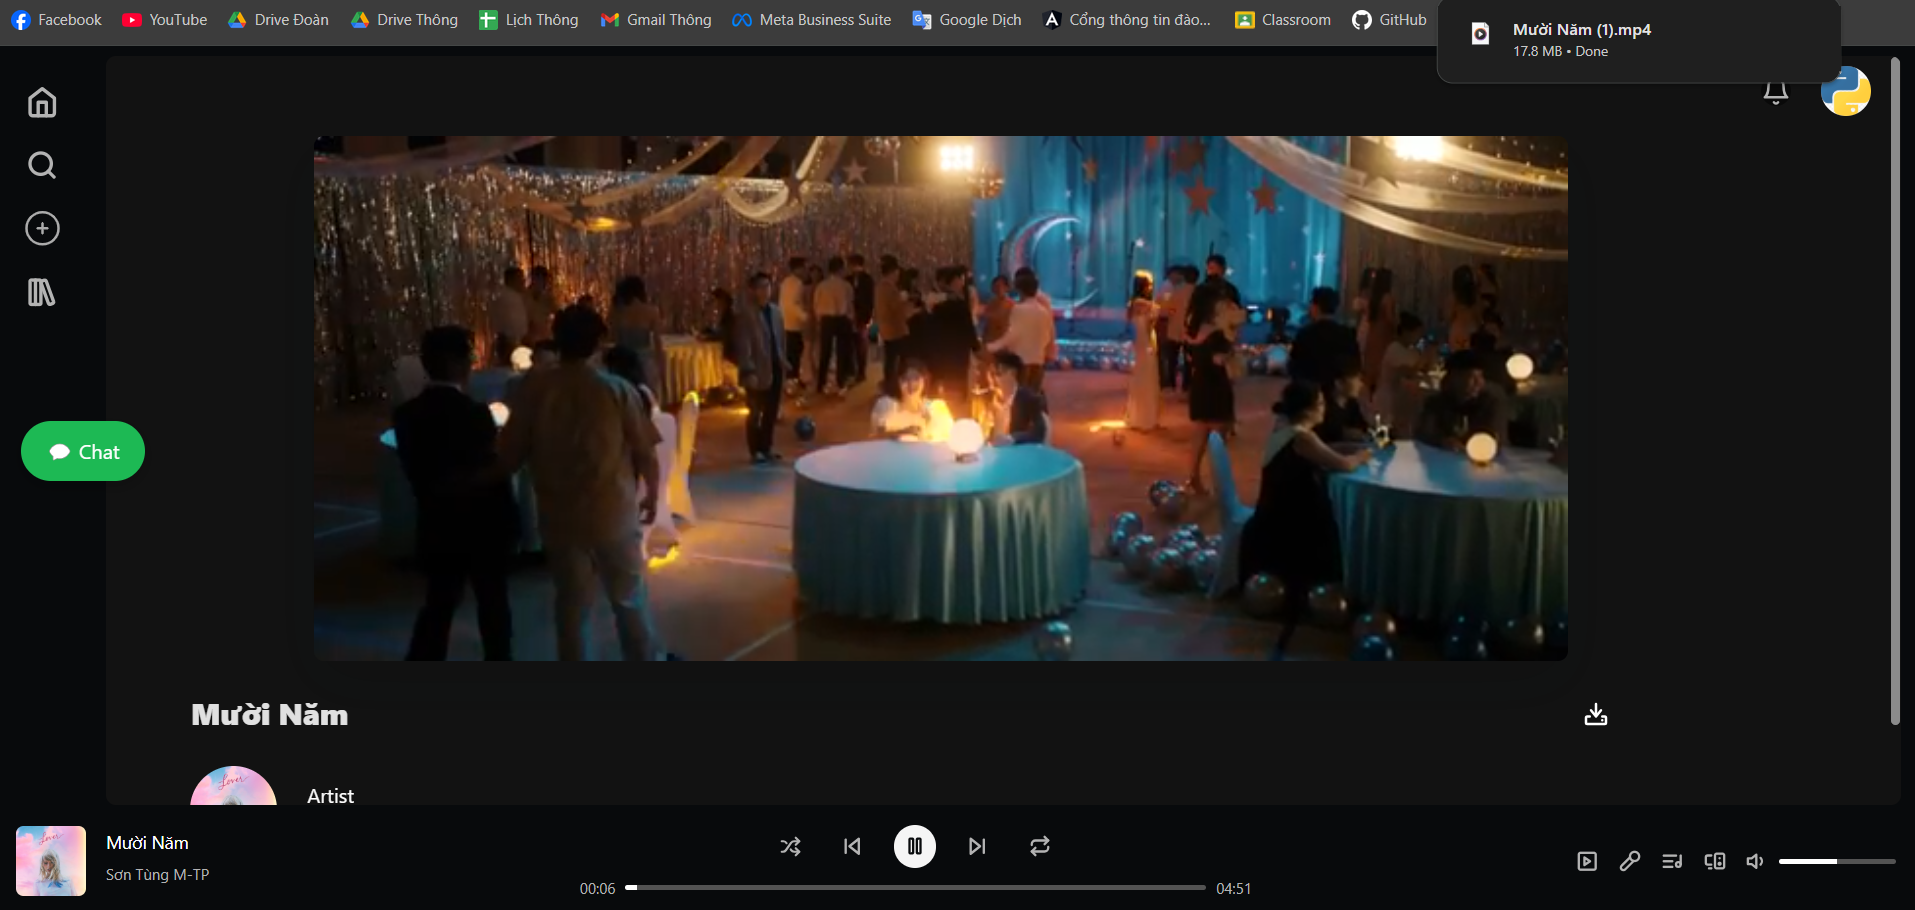 Facebook YouTube Drive Đoàn Drive Thông Lịch Thông Gmail Thông Meta Business Suite Google Dịch Cổng thông tin đào... Classroom GitHub
Mười Năm (1).mp4
17.8 MB • Done
Chat
Mười Năm
Lover
Artist
Lover
Mười Năm
Sơn Tùng M-TP
00:06
04:51